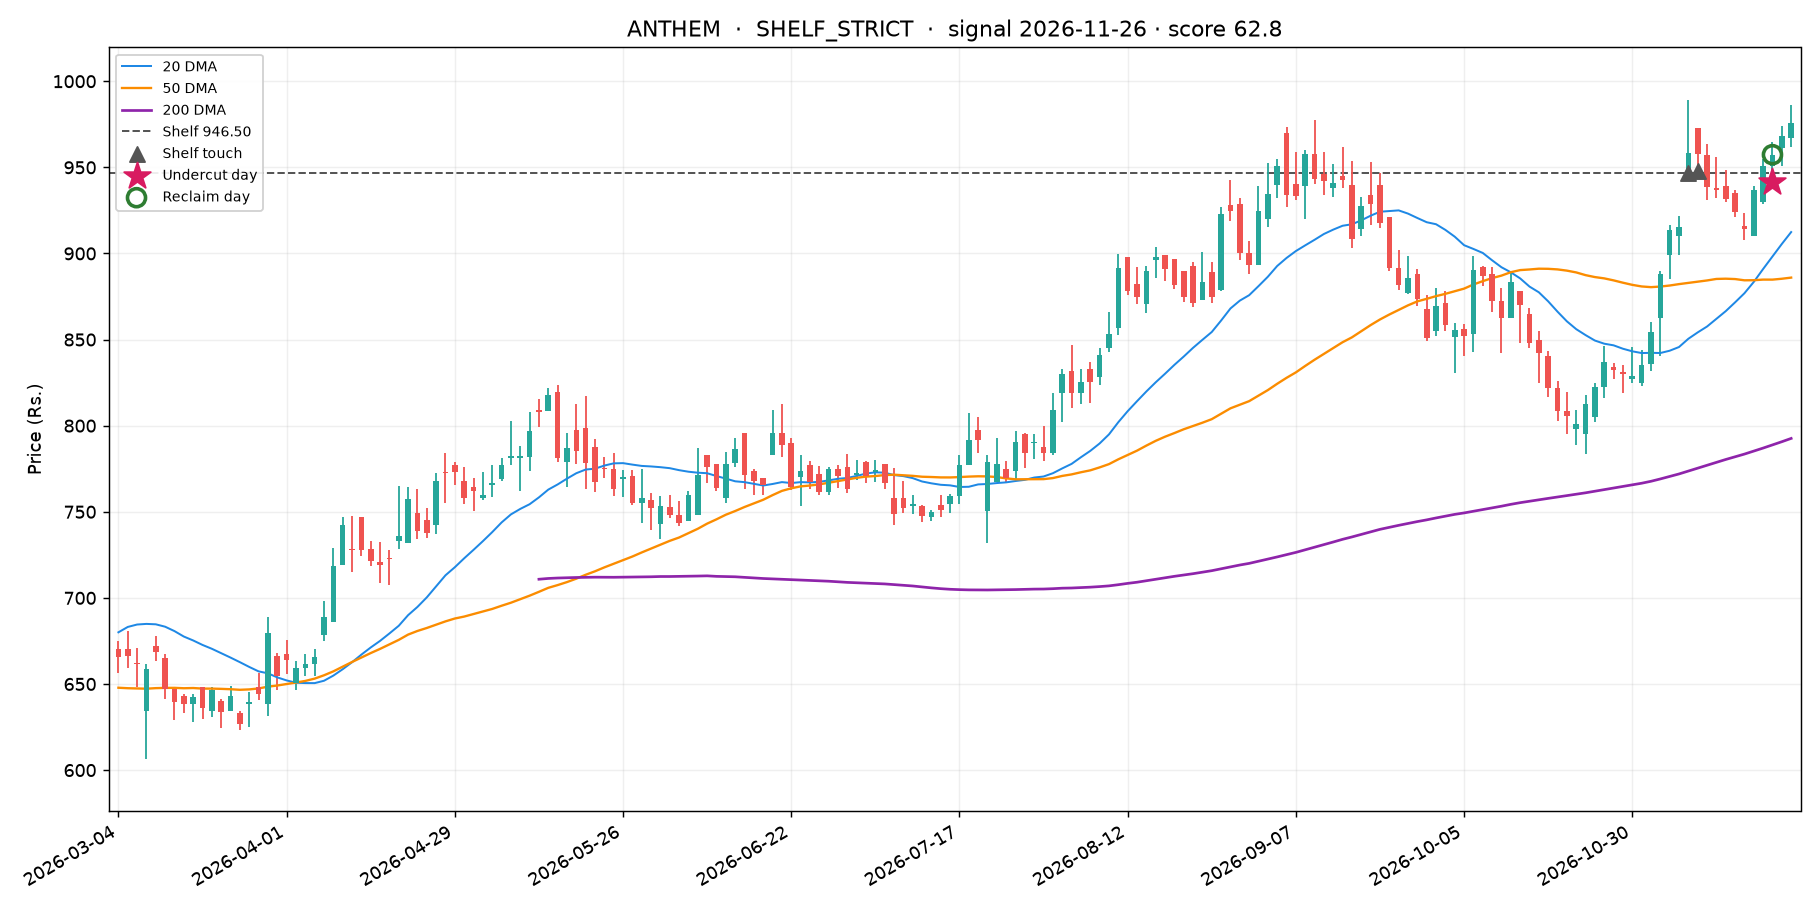 ANTHEM · SHELF_STRICT · signal 2026-11-26 · score 62.8
20 DMA
50 DMA
200 DMA
Shelf 946.50
Shelf touch
Undercut day
Reclaim day
Price (Rs.)
1000
950
900
850
800
750
700
650
600
2026-03-04
2026-04-01
2026-04-29
2026-05-26
2026-06-22
2026-07-17
2026-08-12
2026-09-07
2026-10-05
2026-10-30